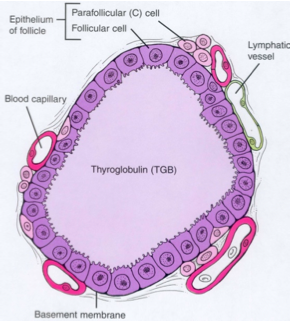 Epithelium
of follicle
Parafollicular (C) cell
Follicular cell
Lymphatic
vessel
Blood capillary
Thyroglobulin (TGB)
Basement membrane